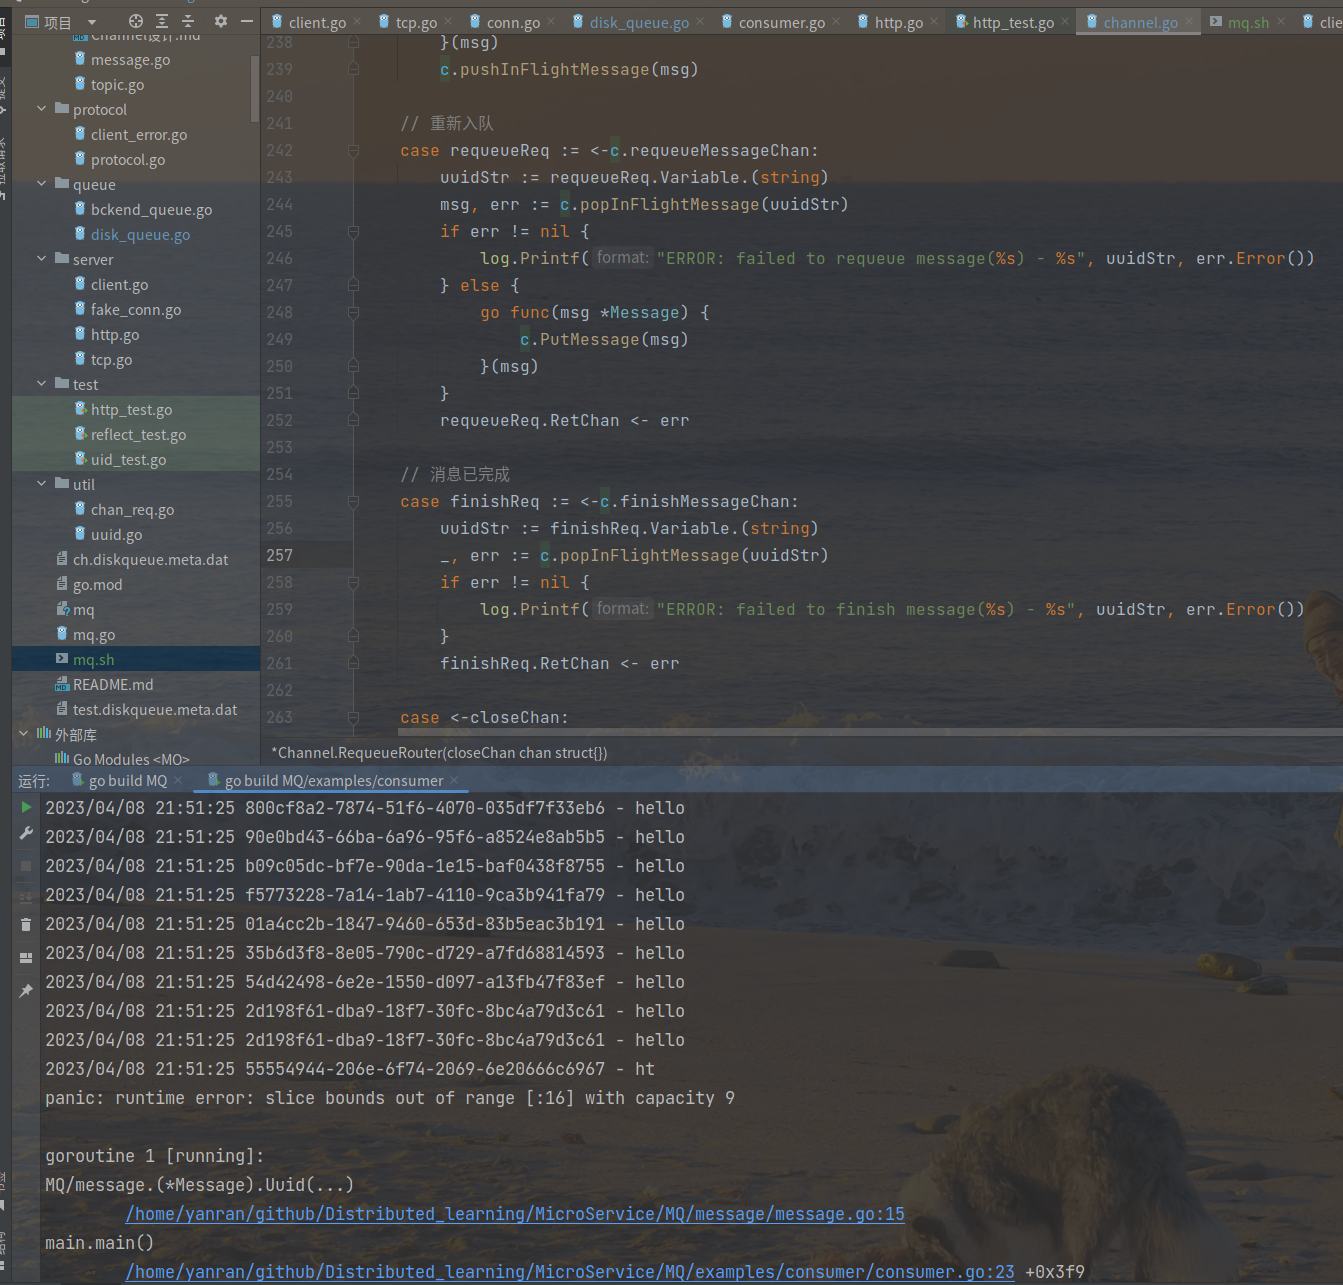 项目
client.go
tcp.go
conn.go
disk_queue.go
consumer.go
http.go
http_test.go
channel.go
mq.sh
clie
Channel设计.md
message.go
topic.go
protocol
client_error.go
protocol.go
queue
bckend_queue.go
disk_queue.go
server
client.go
fake_conn.go
http.go
tcp.go
test
http_test.go
reflect_test.go
uid_test.go
util
chan_req.go
uuid.go
ch.diskqueue.meta.dat
go.mod
mq
mq.go
mq.sh
README.md
test.diskqueue.meta.dat
外部库
Go Modules <MQ>
238 }(msg)
239 c.pushInFlightMessage(msg)
240
241 // 重新入队
242 case requeueReq := <-c.requeueMessageChan:
243 uuidStr := requeueReq.Variable.(string)
244 msg, err := c.popInFlightMessage(uuidStr)
245 if err != nil {
246 log.Printf( format: "ERROR: failed to requeue message(%s) - %s", uuidStr, err.Error())
247 } else {
248 go func(msg *Message) {
249 c.PutMessage(msg)
250 }(msg)
251 }
252 requeueReq.RetChan <- err
253
254 // 消息已完成
255 case finishReq := <-c.finishMessageChan:
256 uuidStr := finishReq.Variable.(string)
257 _, err := c.popInFlightMessage(uuidStr)
258 if err != nil {
259 log.Printf( format: "ERROR: failed to finish message(%s) - %s", uuidStr, err.Error())
260 }
261 finishReq.RetChan <- err
262
263 case <-closeChan:
*Channel.RequeueRouter(closeChan chan struct{})
运行:
go build MQ
go build MQ/examples/consumer
2023/04/08 21:51:25 800cf8a2-7874-51f6-4070-035df7f33eb6 - hello
2023/04/08 21:51:25 90e0bd43-66ba-6a96-95f6-a8524e8ab5b5 - hello
2023/04/08 21:51:25 b09c05dc-bf7e-90da-1e15-baf0438f8755 - hello
2023/04/08 21:51:25 f5773228-7a14-1ab7-4110-9ca3b941fa79 - hello
2023/04/08 21:51:25 01a4cc2b-1847-9460-653d-83b5eac3b191 - hello
2023/04/08 21:51:25 35b6d3f8-8e05-790c-d729-a7fd68814593 - hello
2023/04/08 21:51:25 54d42498-6e2e-1550-d097-a13fb47f83ef - hello
2023/04/08 21:51:25 2d198f61-dba9-18f7-30fc-8bc4a79d3c61 - hello
2023/04/08 21:51:25 2d198f61-dba9-18f7-30fc-8bc4a79d3c61 - hello
2023/04/08 21:51:25 55554944-206e-6f74-2069-6e20666c6967 - ht
panic: runtime error: slice bounds out of range [:16] with capacity 9

goroutine 1 [running]:
MQ/message.(*Message).Uuid(...)
/home/yanran/github/Distributed_learning/MicroService/MQ/message/message.go:15
main.main()
/home/yanran/github/Distributed_learning/MicroService/MQ/examples/consumer/consumer.go:23 +0x3f9